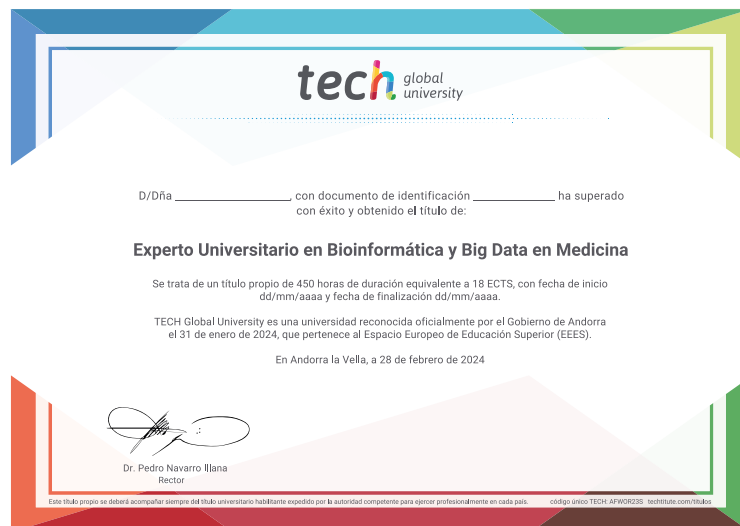 tech global
university
D/Dña ______________, con documento de identificación ______________ ha superado
con éxito y obtenido el título de:
Experto Universitario en Bioinformática y Big Data en Medicina
Se trata de un título propio de 450 horas de duración equivalente a 18 ECTS, con fecha de inicio
dd/mm/aaaa y fecha de finalización dd/mm/aaaa.
TECH Global University es una universidad reconocida oficialmente por el Gobierno de Andorra
el 31 de enero de 2024, que pertenece al Espacio Europeo de Educación Superior (EEES).
En Andorra la Vella, a 28 de febrero de 2024
Dr. Pedro Navarro Illana
Rector
Este título propio se deberá acompañar siempre del título universitario habilitante expedido por la autoridad competente para ejercer profesionalmente en cada país. código único TECH: AFWOR23S techtitute.com/titulos